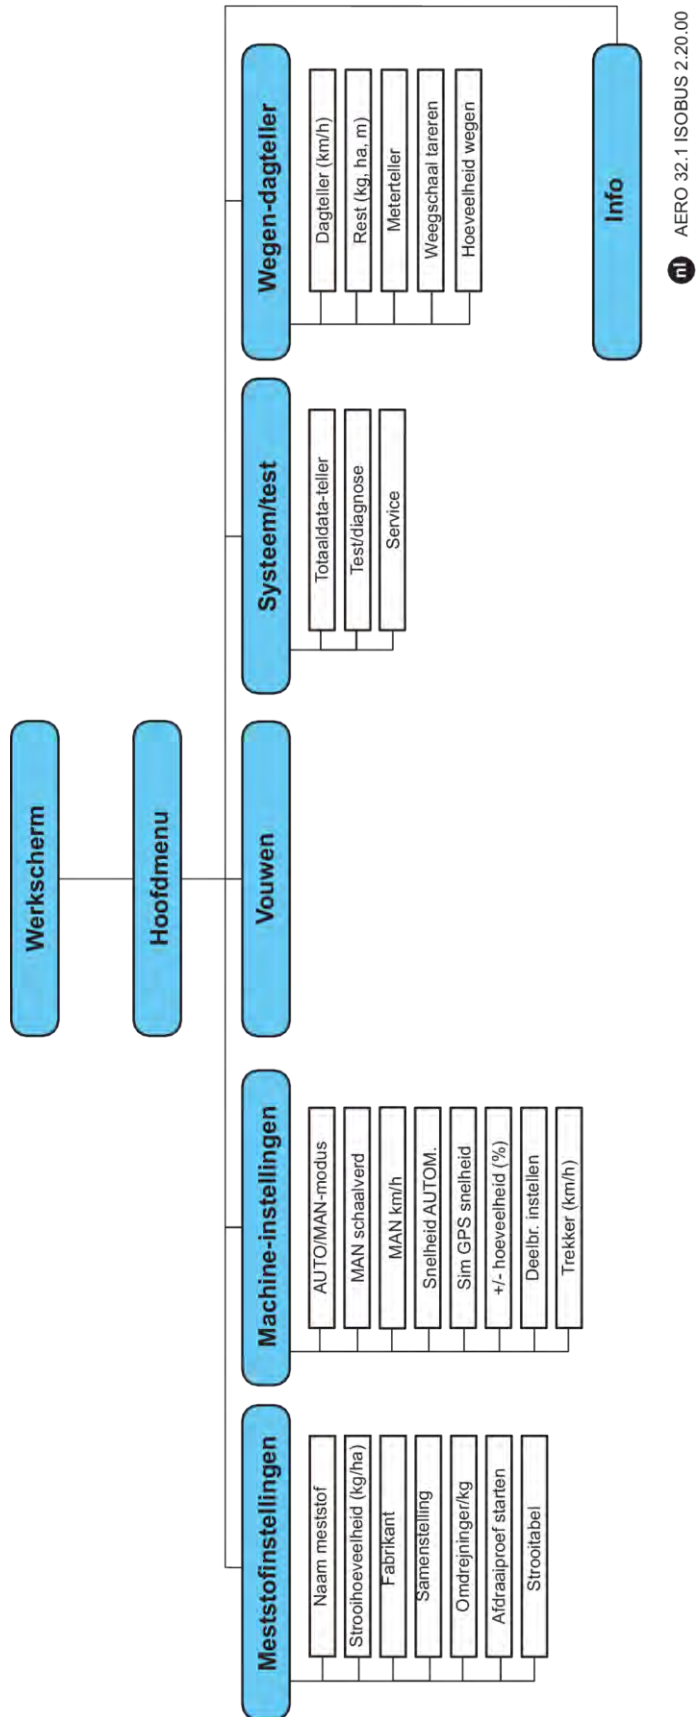 Werkscherm
Hoofdmenu
Meststofinstellingen
Naam meststof
Strooihoeveelheid (kg/ha)
Fabrikant
Samenstelling
Omdrejninger/kg
Afdraaiproef starten
Strooitabel
Machine-instellingen
AUTO/MAN-modus
MAN schaalverd
MAN km/h
Snelheid AUTOM.
Sim GPS snelheid
+/- hoeveelheid (%)
Deelbr. instellen
Trekker (km/h)
Vouwen
Systeem/test
Totaaldata-teller
Test/diagnose
Service
Wegen-dagteller
Dagteller (km/h)
Rest (kg, ha, m)
Meterteller
Weegschaal tareren
Hoeveelheid wegen
Info
nl AERO 32.1 ISOBUS 2.20.00